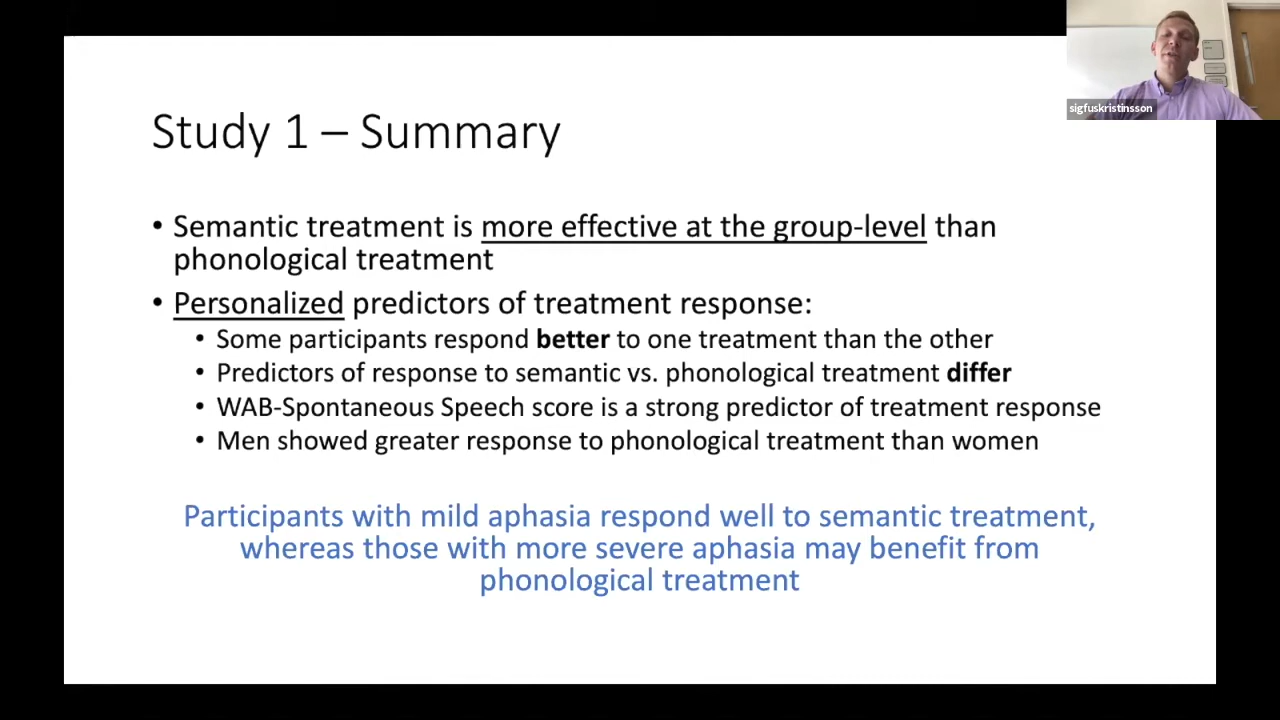 sigfuskristinsson
Study 1 – Summary
• Semantic treatment is more effective at the group-level than
phonological treatment
• Personalized predictors of treatment response:
• Some participants respond better to one treatment than the other
• Predictors of response to semantic vs. phonological treatment differ
• WAB-Spontaneous Speech score is a strong predictor of treatment response
• Men showed greater response to phonological treatment than women
Participants with mild aphasia respond well to semantic treatment,
whereas those with more severe aphasia may benefit from
phonological treatment